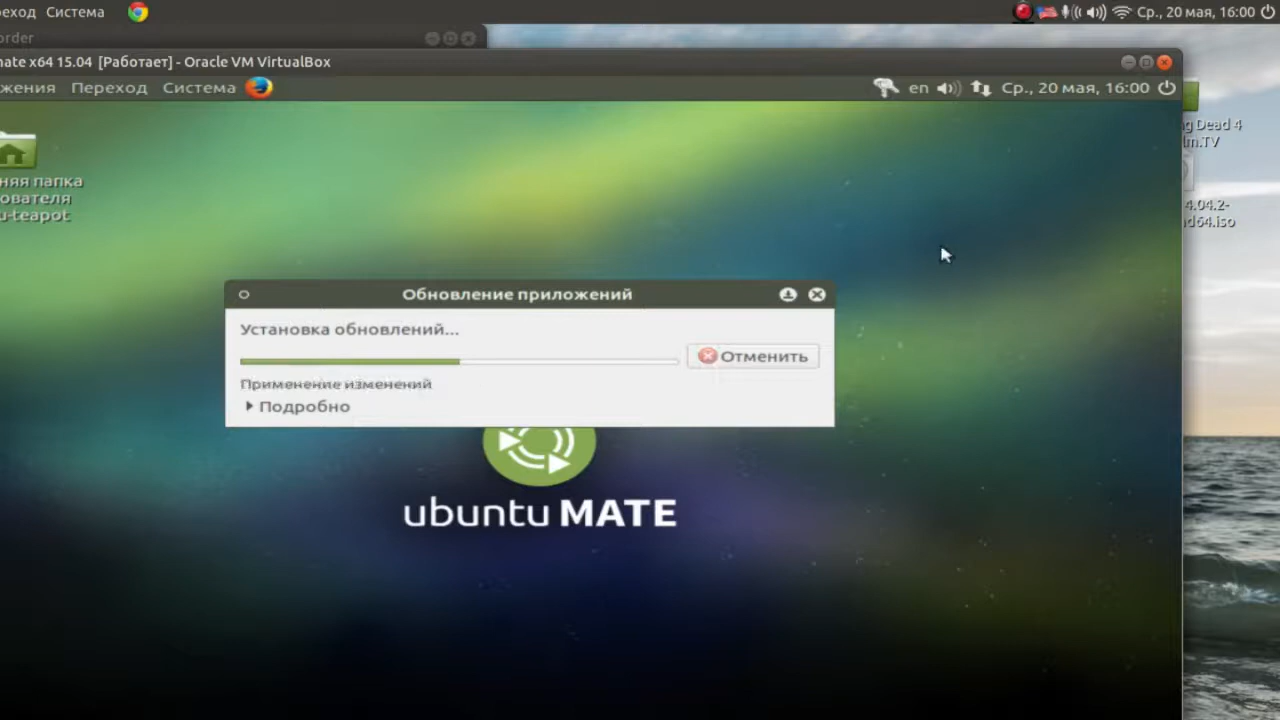 еход Система
Ср., 20 мая, 16:00
order
mate x64 15.04 [Работает] - Oracle VM VirtualBox
жения Переход Система
en
Ср., 20 мая, 16:00
g Dead 4
lm.TV
няя папка
ователя
u-teapot
4.04.2-
d64.iso
Обновление приложений
Установка обновлений...
Отменить
Применение изменений
Подробно
ubuntu MATE